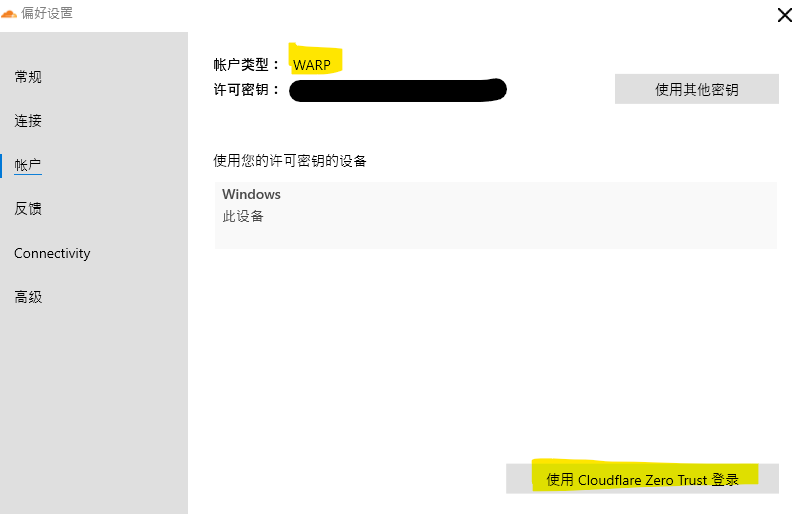 偏好设置
常规
连接
帐户
反馈
Connectivity
高级
帐户类型：WARP
许可密钥：
使用其他密钥
使用您的许可密钥的设备
Windows
此设备
使用 Cloudflare Zero Trust 登录